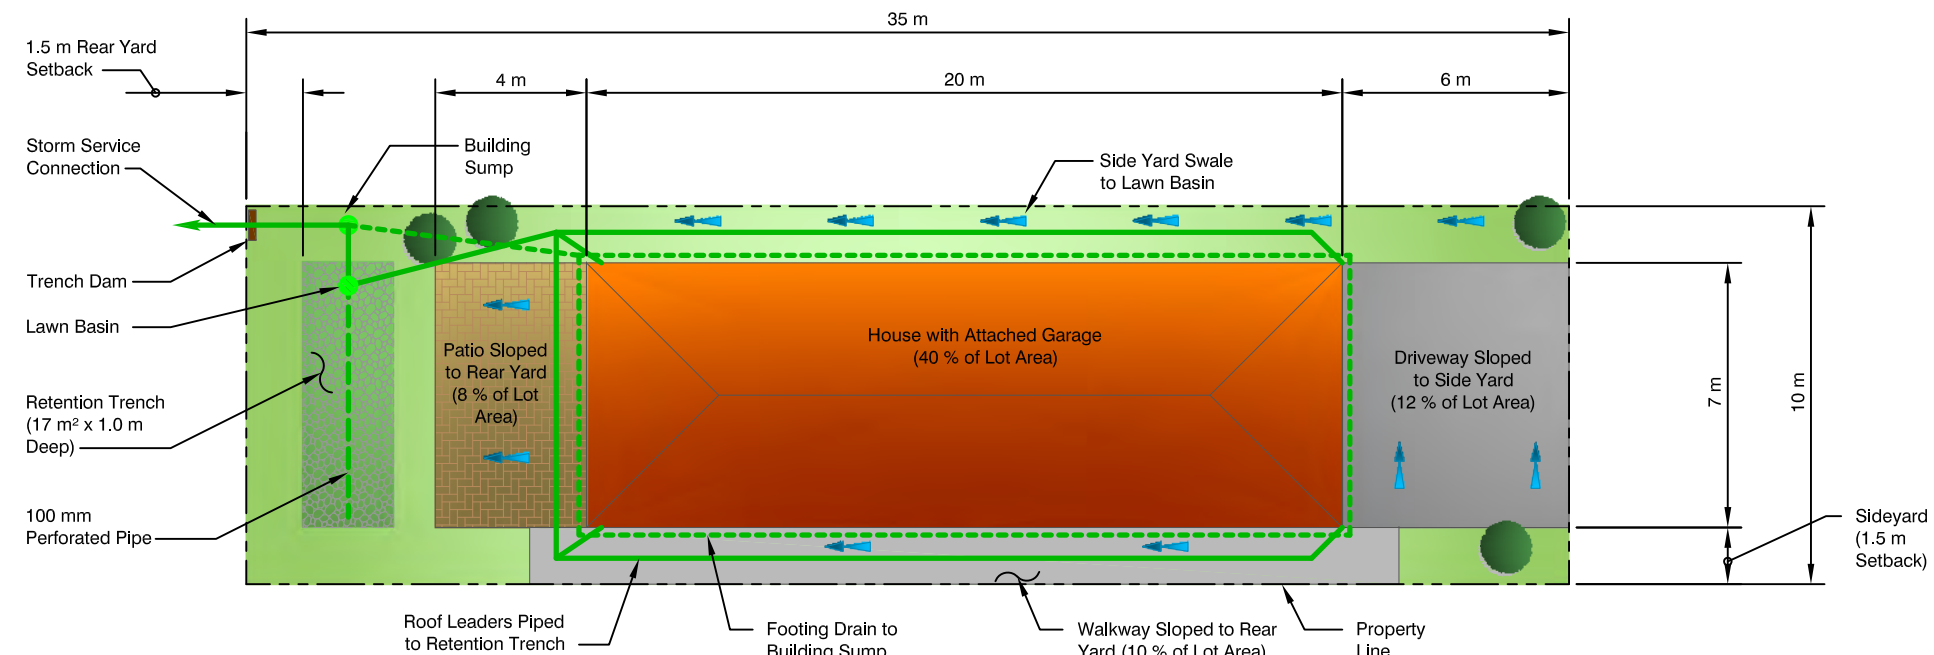 35 m
1.5 m Rear Yard
Setback
4 m
20 m
6 m
Storm Service
Connection
Building
Sump
Side Yard Swale
to Lawn Basin
Trench Dam
Lawn Basin
House with Attached Garage
(40 % of Lot Area)
Patio Sloped
to Rear Yard
(8 % of Lot
Area)
Driveway Sloped
to Side Yard
(12 % of Lot Area)
7 m
10 m
Retention Trench
(17 m² x 1.0 m
Deep)
100 mm
Perforated Pipe
Sideyard
(1.5 m
Setback)
Roof Leaders Piped
to Retention Trench
Footing Drain to
Building Sump
Walkway Sloped to Rear
Yard (10 % of Lot Area)
Property
Line